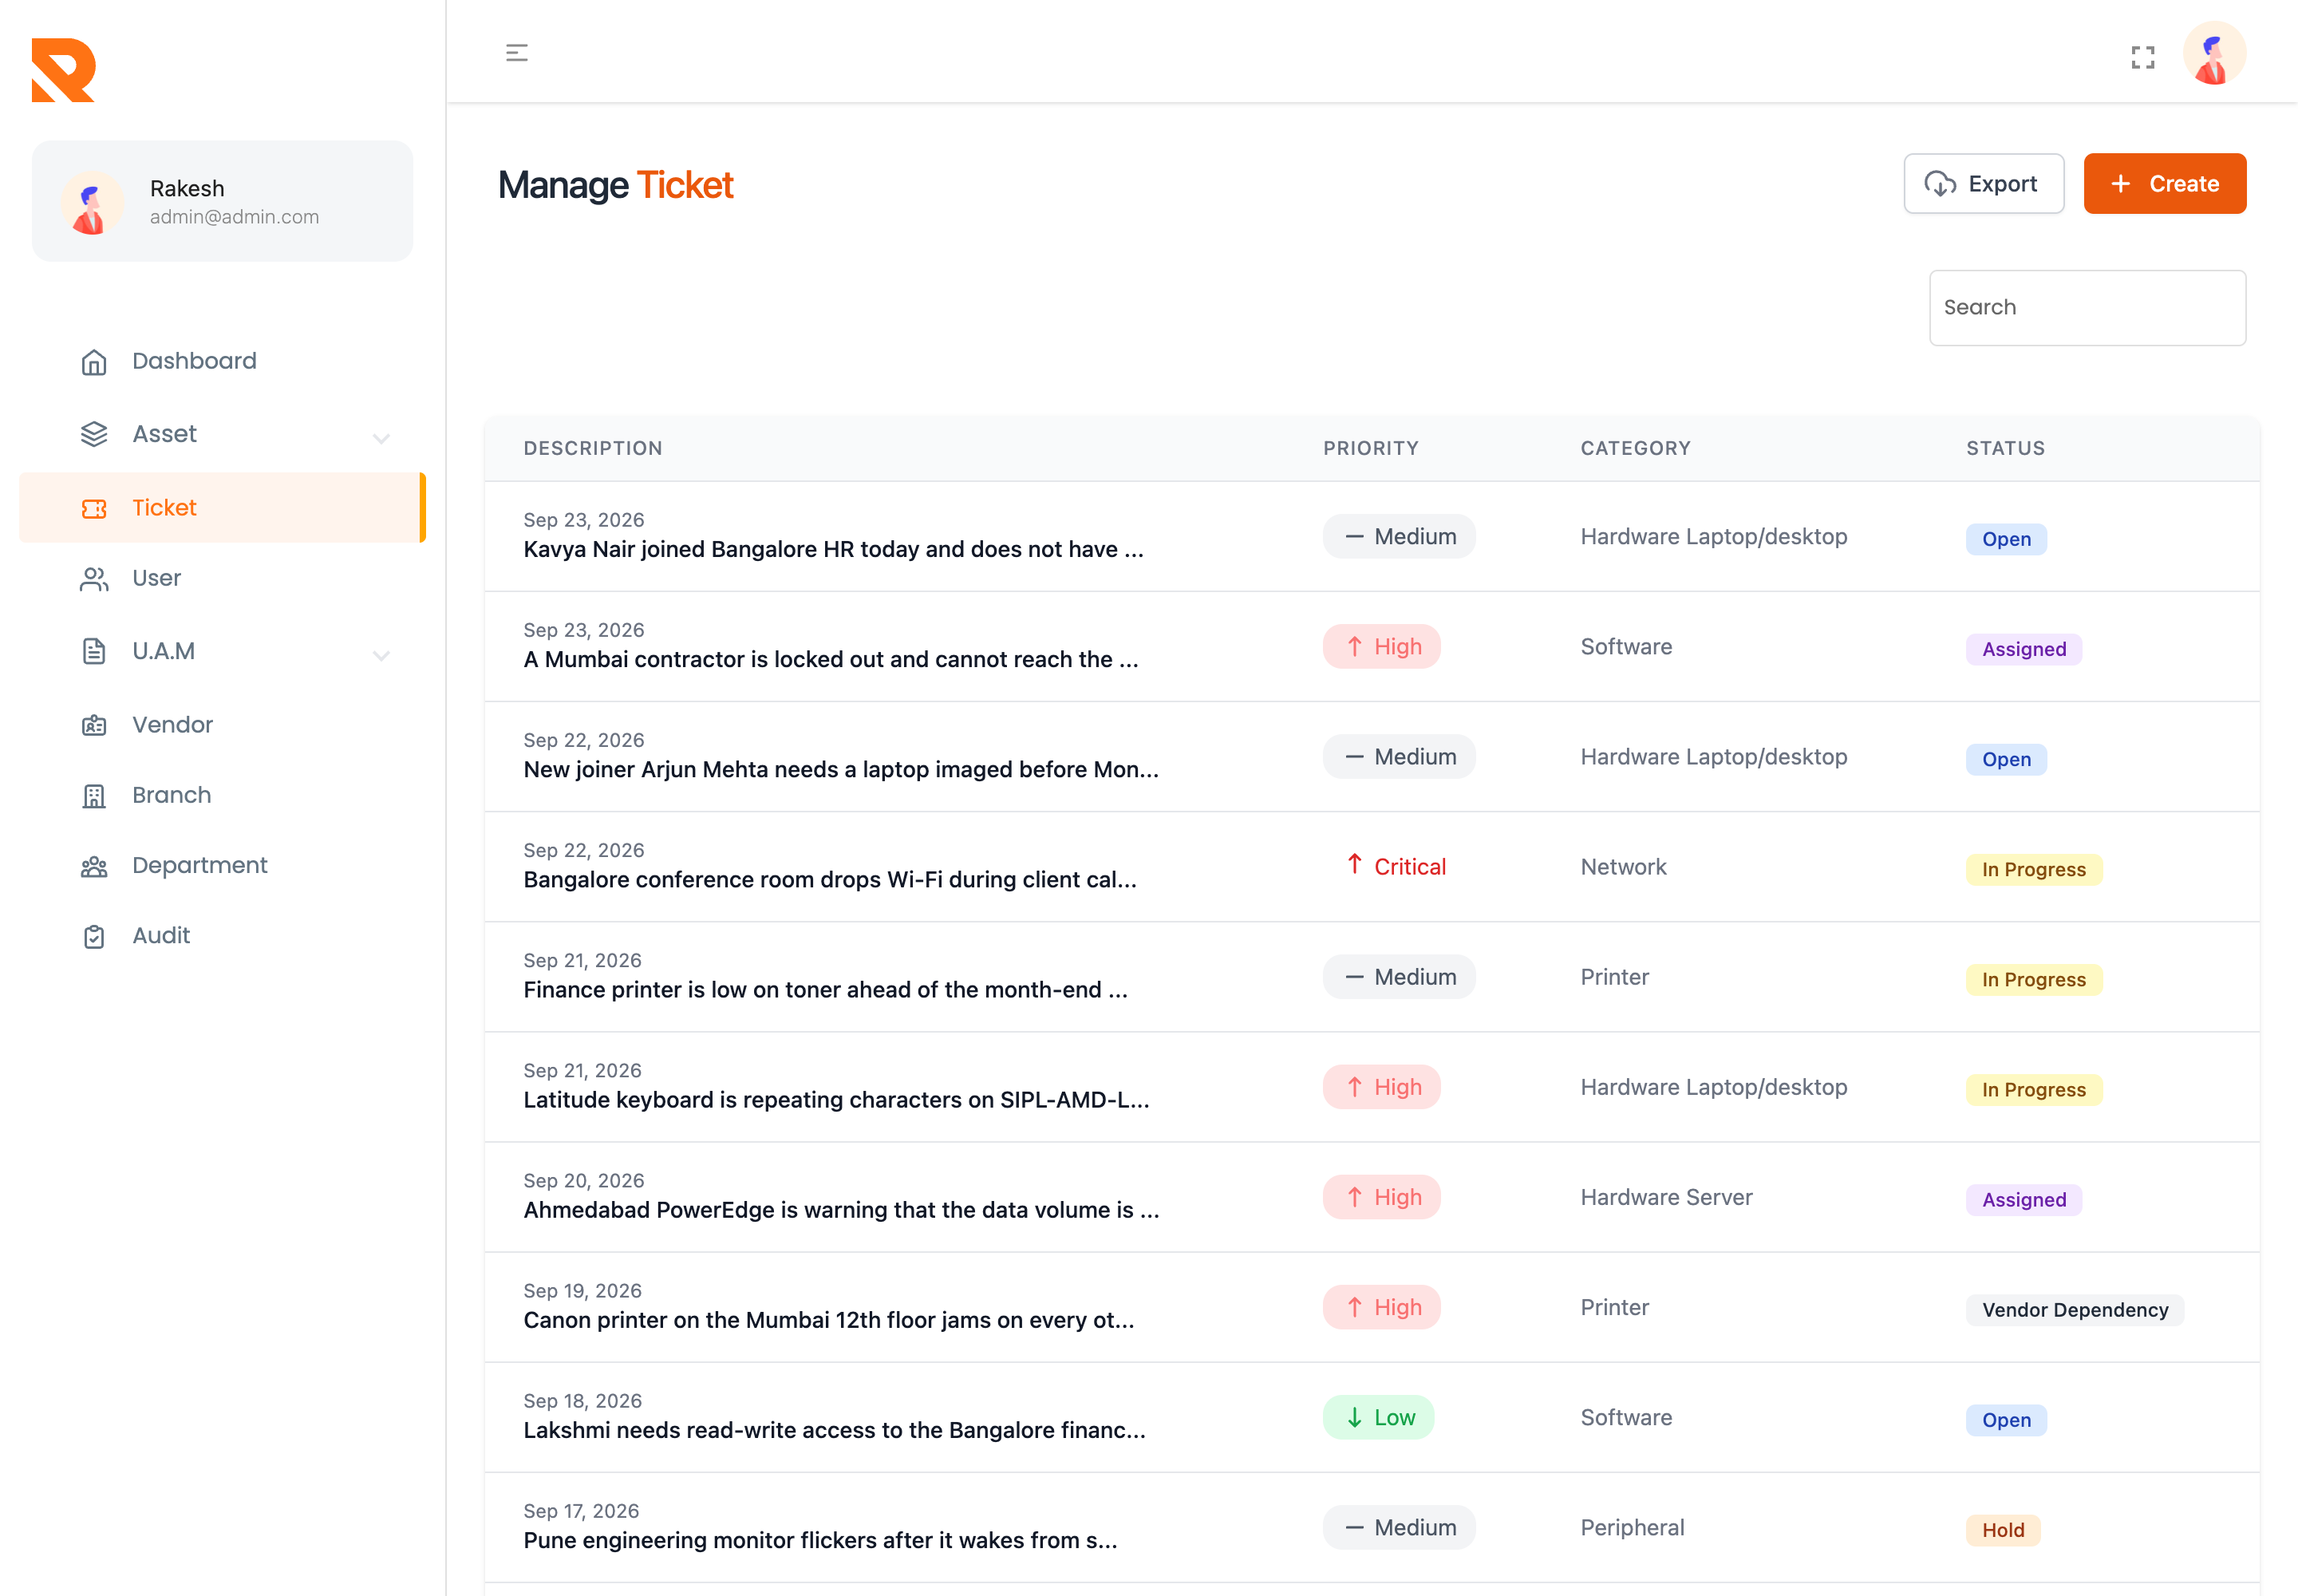 Rakesh
admin@admin.com
Dashboard
Asset
Ticket
User
U.A.M
Vendor
Branch
Department
Audit
Manage Ticket
Export
Create
Search
DESCRIPTION PRIORITY CATEGORY STATUS
Sep 23, 2026
Kavya Nair joined Bangalore HR today and does not have ... Medium Hardware Laptop/desktop Open
Sep 23, 2026
A Mumbai contractor is locked out and cannot reach the ... High Software Assigned
Sep 22, 2026
New joiner Arjun Mehta needs a laptop imaged before Mon... Medium Hardware Laptop/desktop Open
Sep 22, 2026
Bangalore conference room drops Wi-Fi during client cal... Critical Network In Progress
Sep 21, 2026
Finance printer is low on toner ahead of the month-end ... Medium Printer In Progress
Sep 21, 2026
Latitude keyboard is repeating characters on SIPL-AMD-L... High Hardware Laptop/desktop In Progress
Sep 20, 2026
Ahmedabad PowerEdge is warning that the data volume is ... High Hardware Server Assigned
Sep 19, 2026
Canon printer on the Mumbai 12th floor jams on every ot... High Printer Vendor Dependency
Sep 18, 2026
Lakshmi needs read-write access to the Bangalore financ... Low Software Open
Sep 17, 2026
Pune engineering monitor flickers after it wakes from s... Medium Peripheral Hold